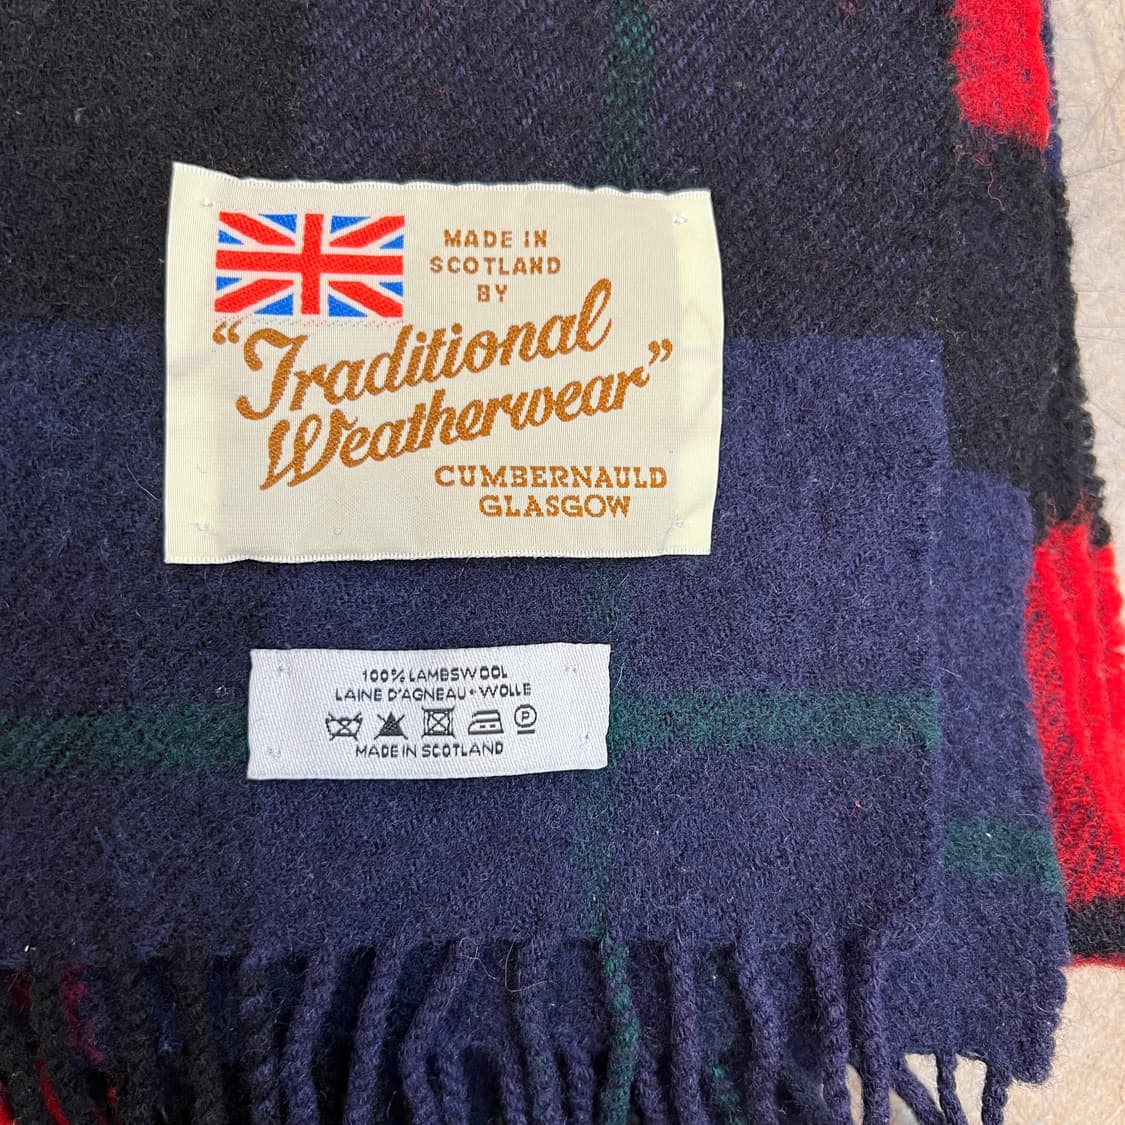 MADE IN
SCOTLAND
BY
“Traditional
Weatherwear”
CUMBERNAULD
GLASGOW
100% LAMBSWOOL
LAINE D'AGNEAU • WOLLE
P
MADE IN SCOTLAND